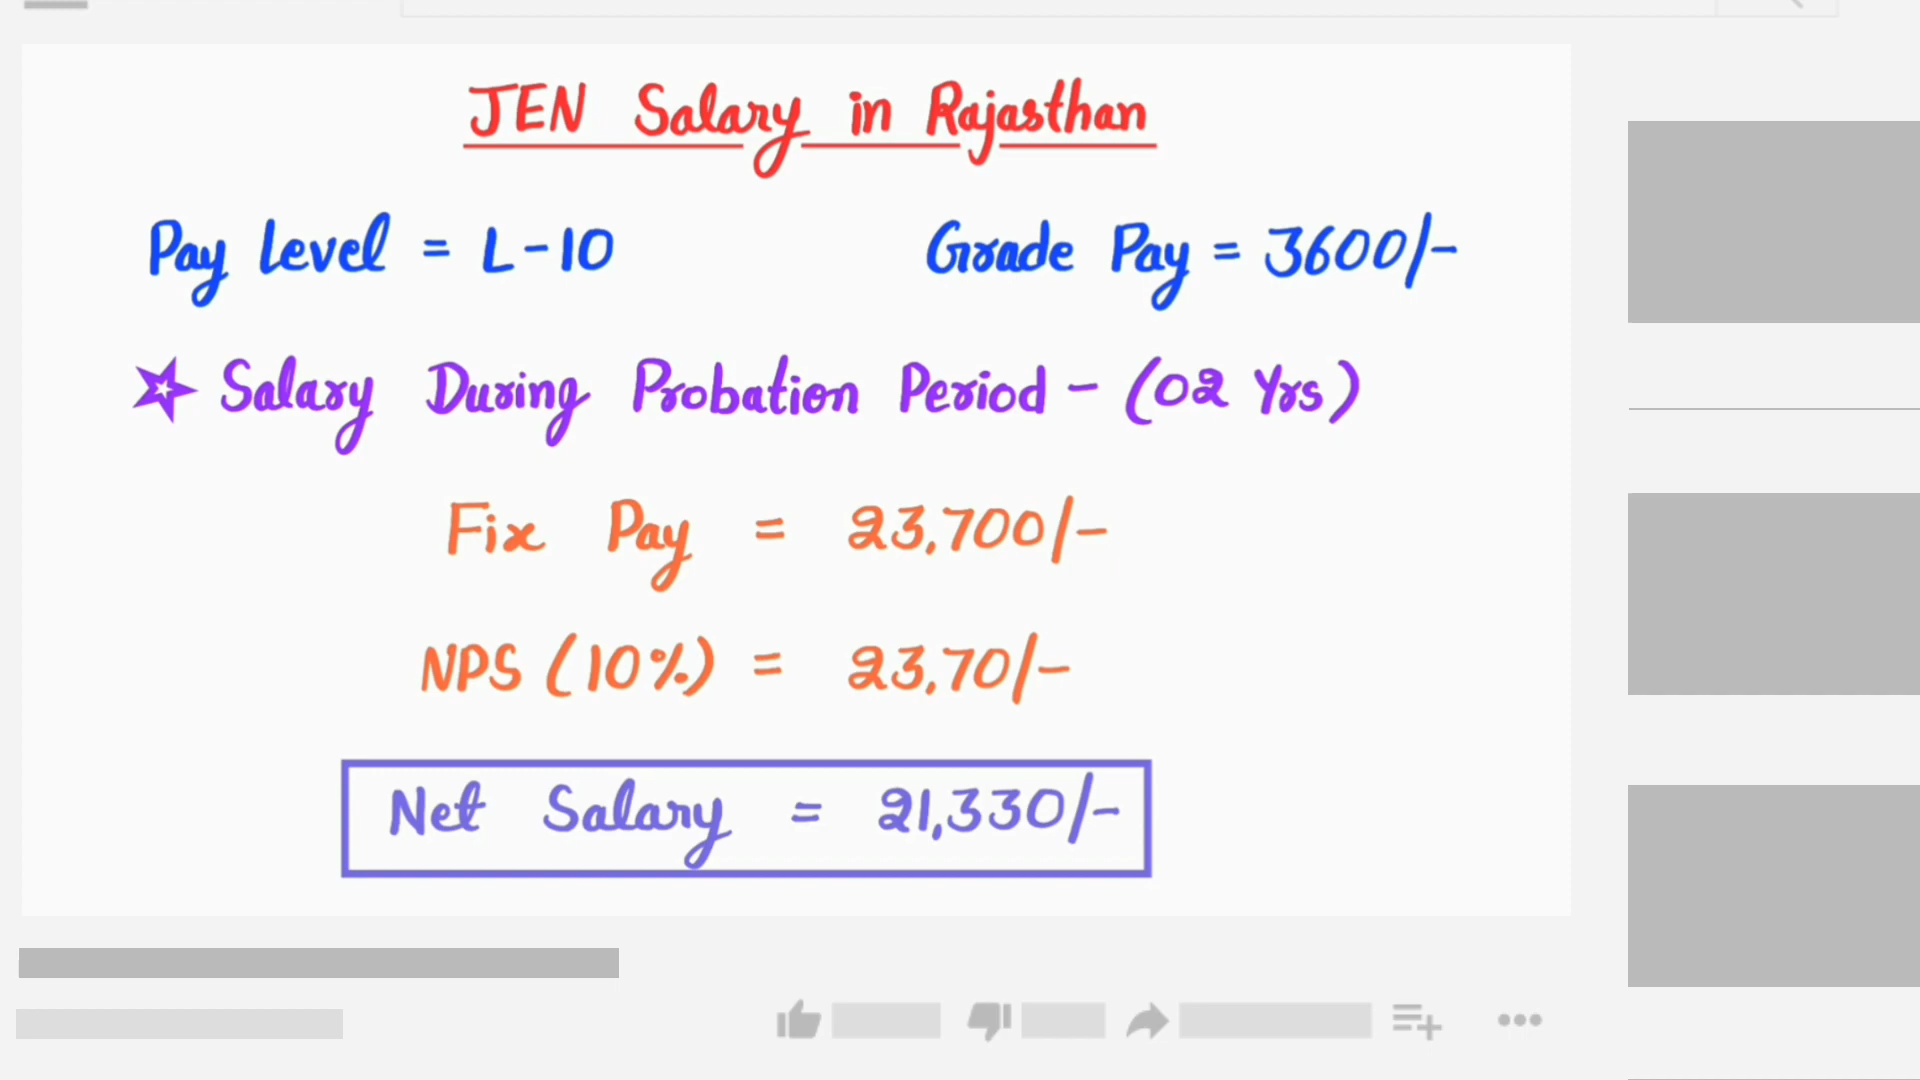 JEN Salary in Rajasthan
Pay Level = L-10 Grade Pay = 3600/-
☆ Salary During Probation Period - (02 Yrs)
Fix Pay = 23,700/-
NPS (10%) = 23,70/-
Net Salary = 21,330/-